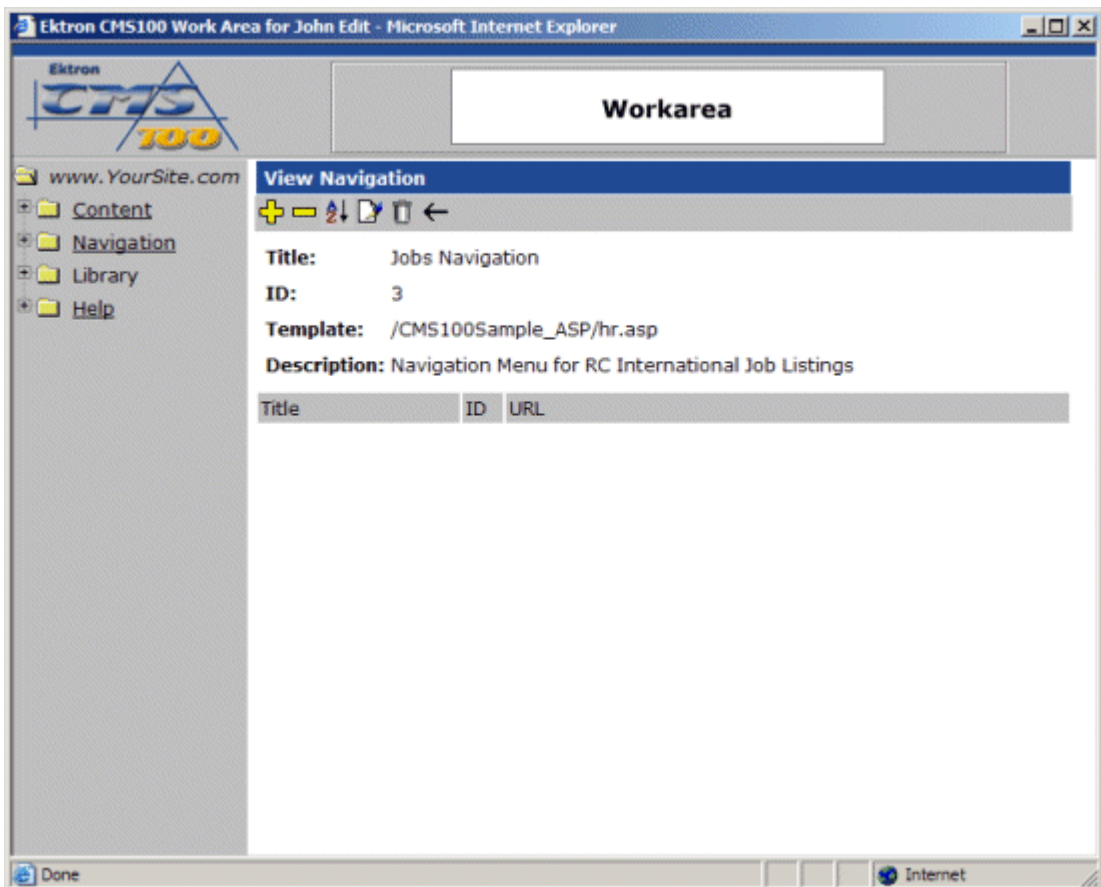 Ektron CMS100 Work Area for John Edit - Microsoft Internet Explorer
Ektron
CMS
100
Workarea
www.YourSite.com
Content
Navigation
Library
Help
View Navigation
Title: Jobs Navigation
ID: 3
Template: /CMS100Sample_ASP/hr.asp
Description: Navigation Menu for RC International Job Listings
Title ID URL
Done Internet